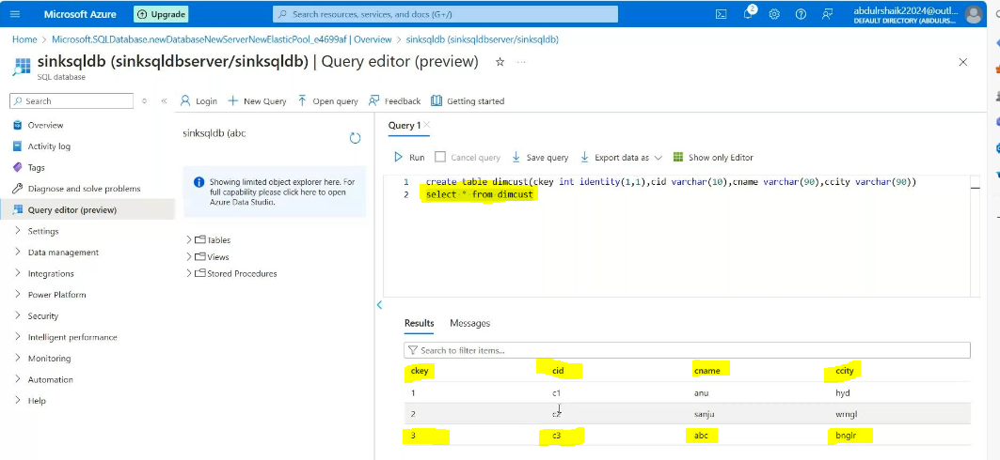 Microsoft Azure
Upgrade
Search resources, services, and docs (G+/)
2
abdulrshaik22024@outl...
DEFAULT DIRECTORY (ABDULRS...
Home > Microsoft.SQLDatabase.newDatabaseNewServerNewElasticPool_e4699af | Overview > sinksqldb (sinksqldbserver/sinksqldb)
sinksqldb (sinksqldbserver/sinksqldb) | Query editor (preview)
SQL database
Search
Overview
Activity log
Tags
Diagnose and solve problems
Query editor (preview)
Settings
Data management
Integrations
Power Platform
Security
Intelligent performance
Monitoring
Automation
Help
Login
New Query
Open query
Feedback
Getting started
sinksqldb (abc
Showing limited object explorer here. For
full capability please click here to open
Azure Data Studio.
Tables
Views
Stored Procedures
Query 1
Run
Cancel query
Save query
Export data as
Show only Editor
1 create table dimcust(ckey int identity(1,1),cid varchar(10),cname varchar(90),ccity varchar(90))
2 select * from dimcust
Results Messages
Search to filter items...
ckey cid cname ccity
1 c1 anu hyd
2 c2 sanju wrngl
3 c3 abc bnglr